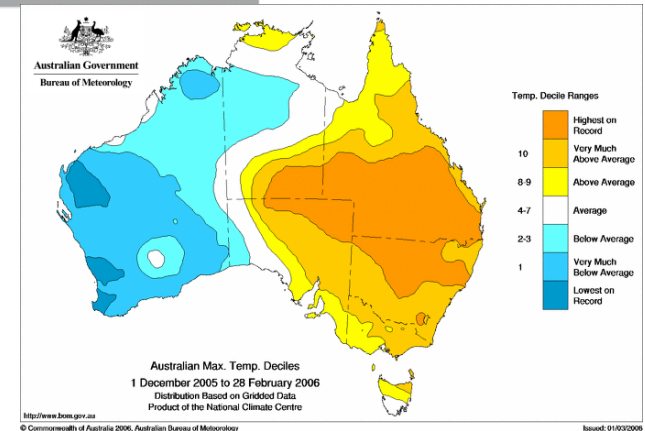 Australian Government
Bureau of Meteorology
Temp. Decile Ranges
Highest on
Record
10
Very Much
Above Average
8-9
Above Average
4-7
Average
2-3
Below Average
1
Very Much
Below Average
Lowest on
Record
Australian Max. Temp. Deciles
1 December 2005 to 28 February 2006
Distribution Based on Gridded Data
Product of the National Climate Centre
http://www.bom.gov.au
© Commonwealth of Australia 2006, Australian Bureau of Meteorology
Issued: 01/03/2006